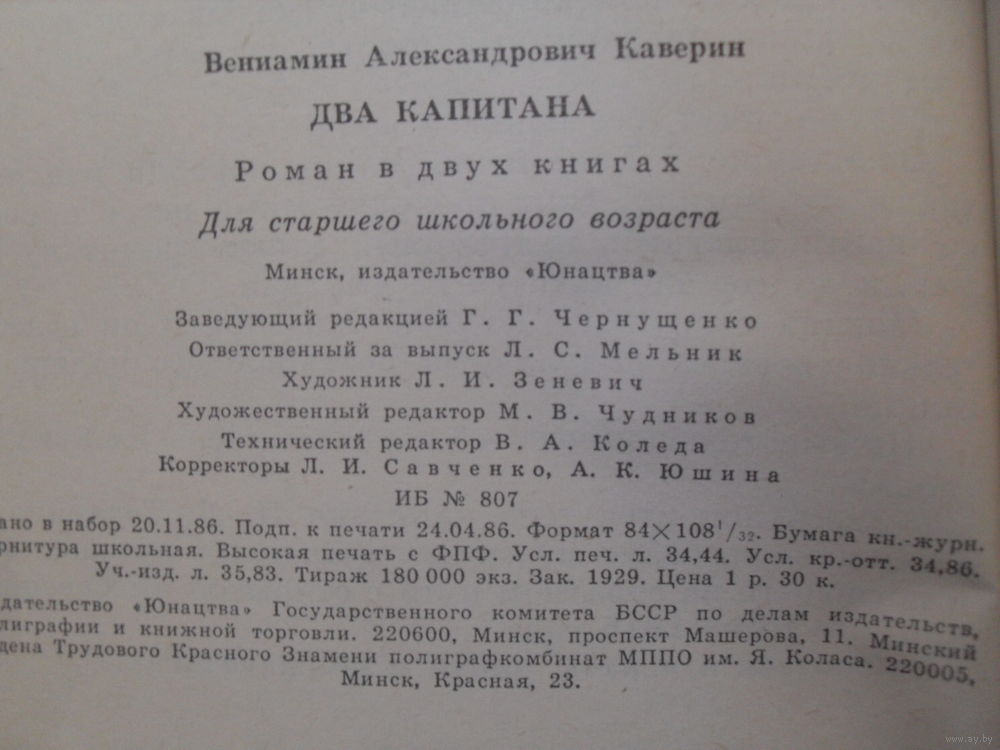 Вениамин Александрович Каверин
ДВА КАПИТАНА
Роман в двух книгах
Для старшего школьного возраста
Минск, издательство «Юнацтва»
Заведующий редакцией Г. Г. Чернущенко
Ответственный за выпуск Л. С. Мельник
Художник Л. И. Зеневич
Художественный редактор М. В. Чудников
Технический редактор В. А. Коледа
Корректоры Л. И. Савченко, А. К. Юшина
ИБ № 807
ано в набор 20.11.86. Подп. к печати 24.04.86. Формат 84×108¹/₃₂. Бумага кн.-журн.
рнитура школьная. Высокая печать с ФПФ. Усл. печ. л. 34,44. Усл. кр.-отт. 34,86.
Уч.-изд. л. 35,83. Тираж 180 000 экз. Зак. 1929. Цена 1 р. 30 к.
дательство «Юнацтва» Государственного комитета БССР по делам издательств,
лиграфии и книжной торговли. 220600, Минск, проспект Машерова, 11. Минский
дена Трудового Красного Знамени полиграфкомбинат МППО им. Я. Коласа. 220005,
Минск, Красная, 23.
www.ay.by